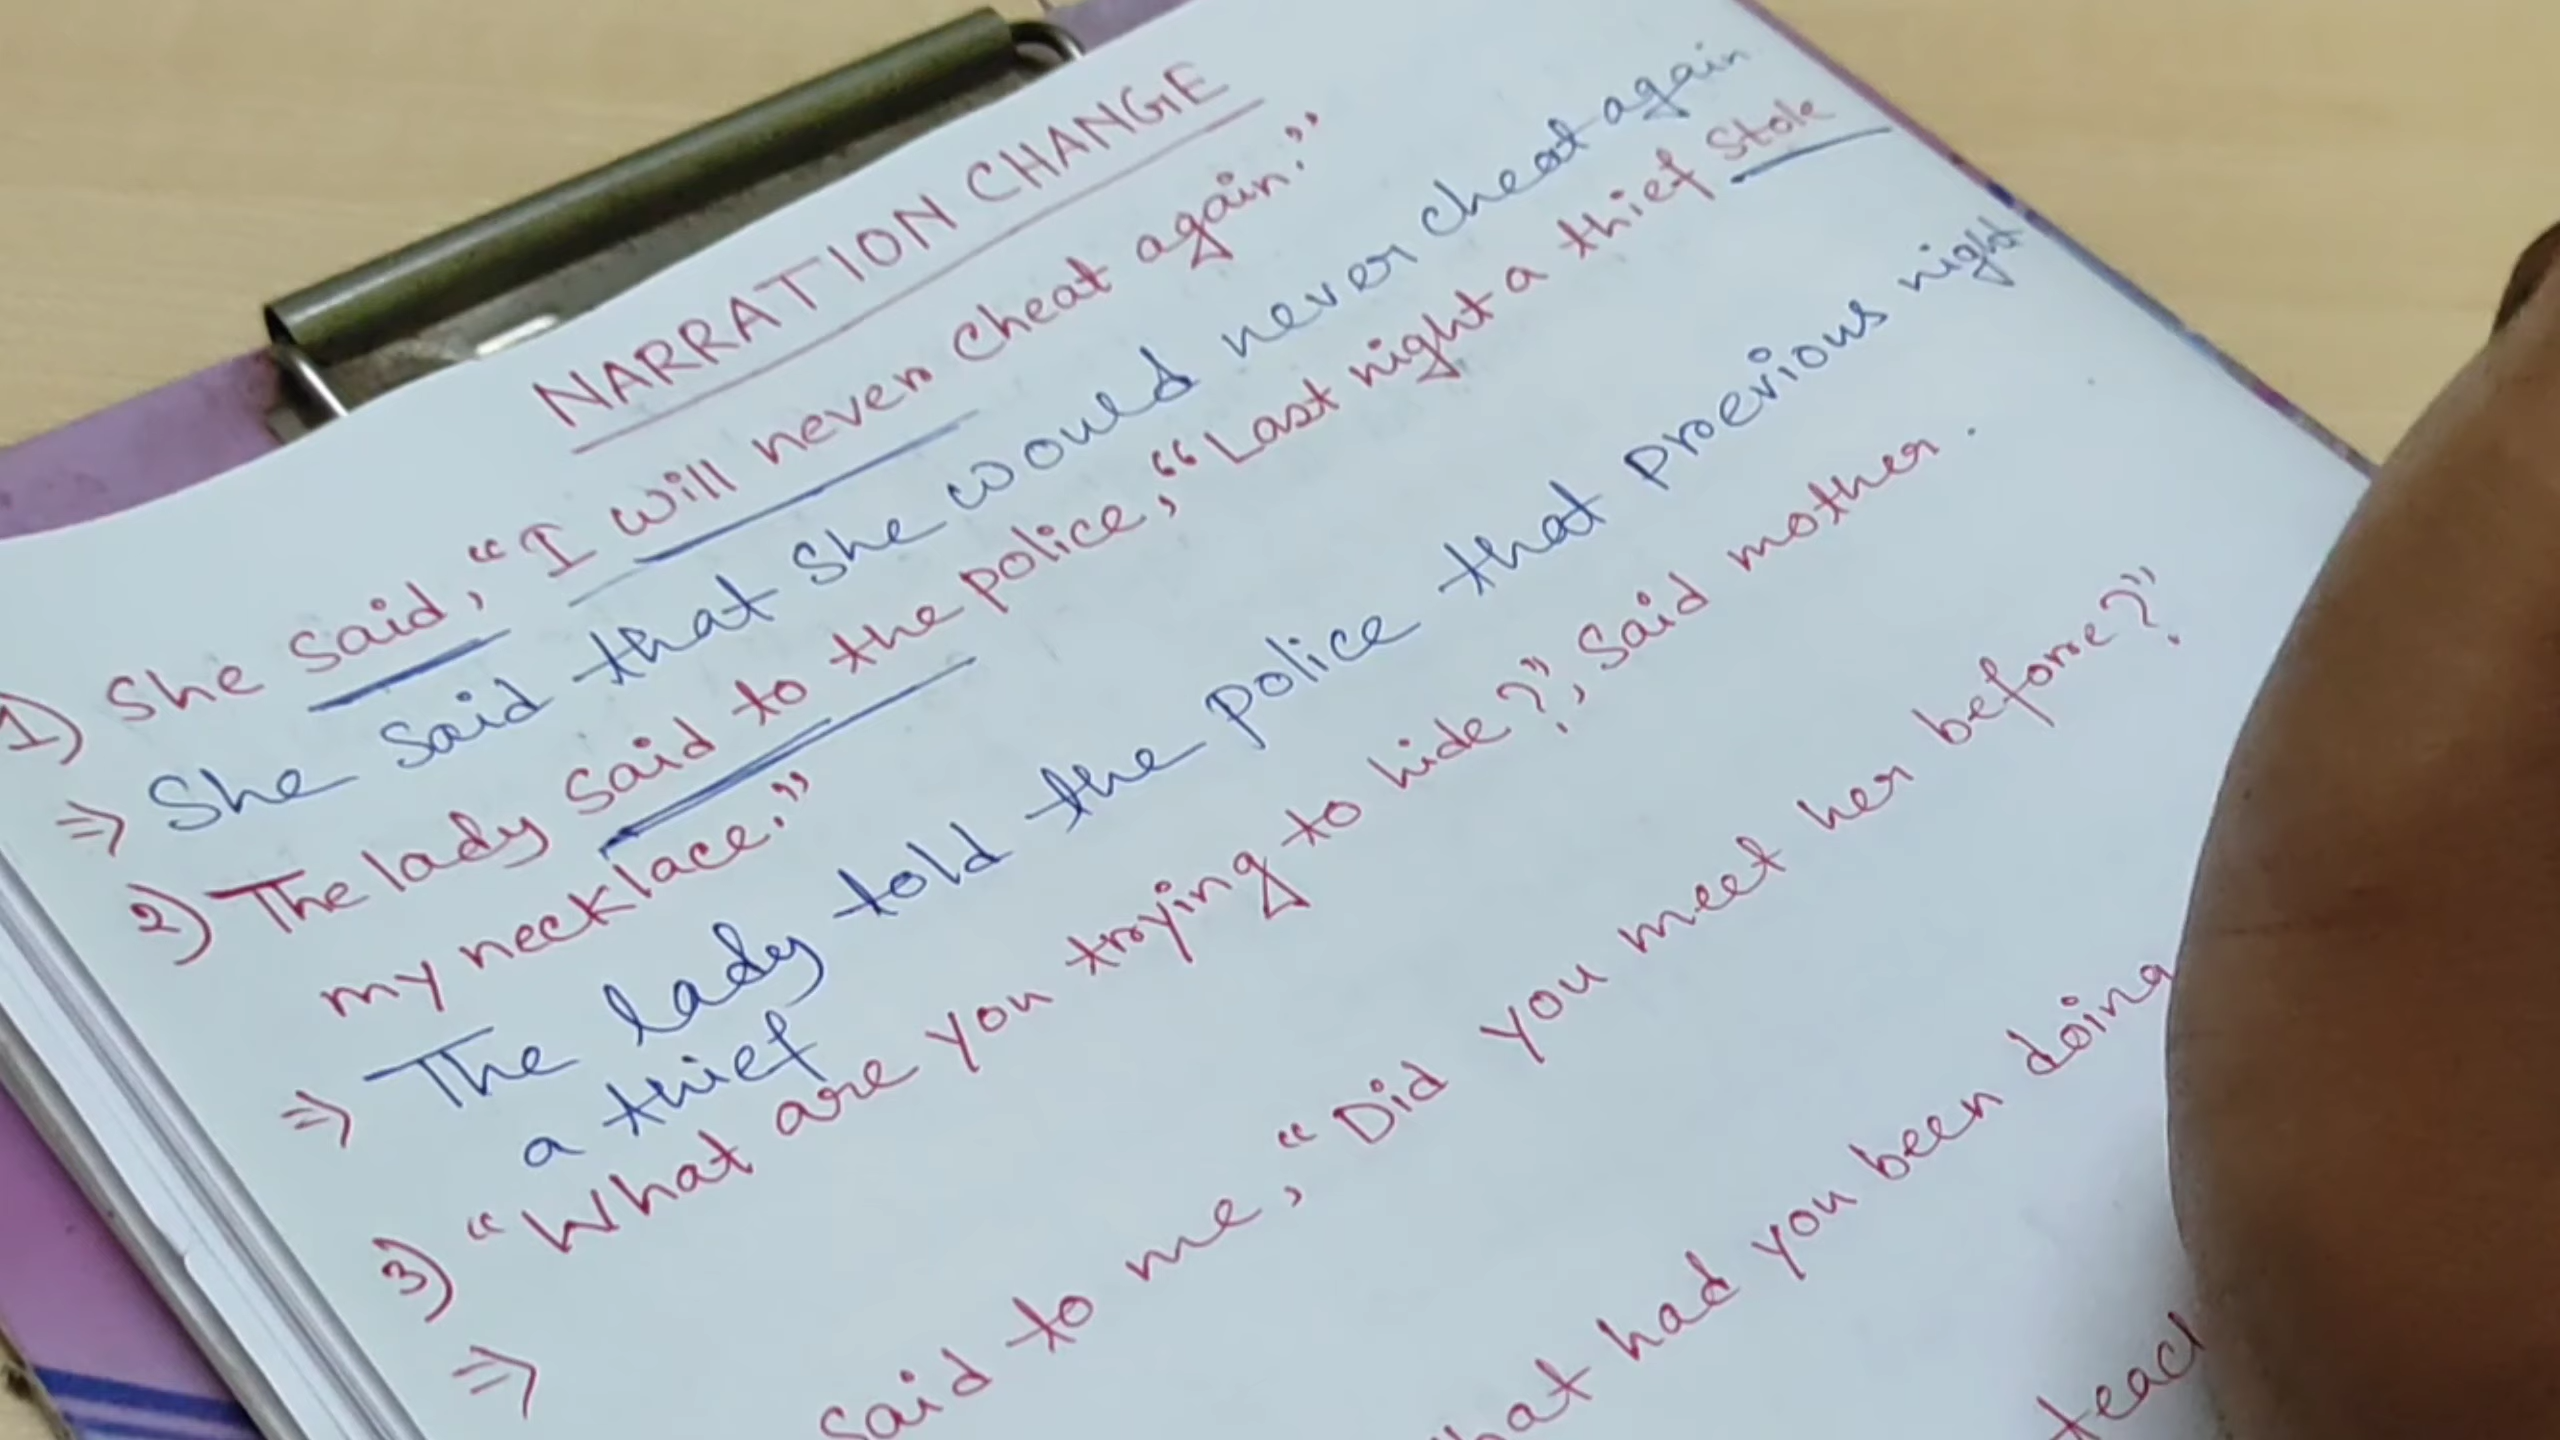 NARRATION CHANGE
1) She said, "I will never cheat again."
=> She said that she would never cheat again
2) The lady said to the police, "Last night a thief stole
my necklace."
=> The lady told the police that previous night
a thief
3) "What are you trying to hide?", said mother.
=>
said to me, "Did you meet her before?"
had you been doing